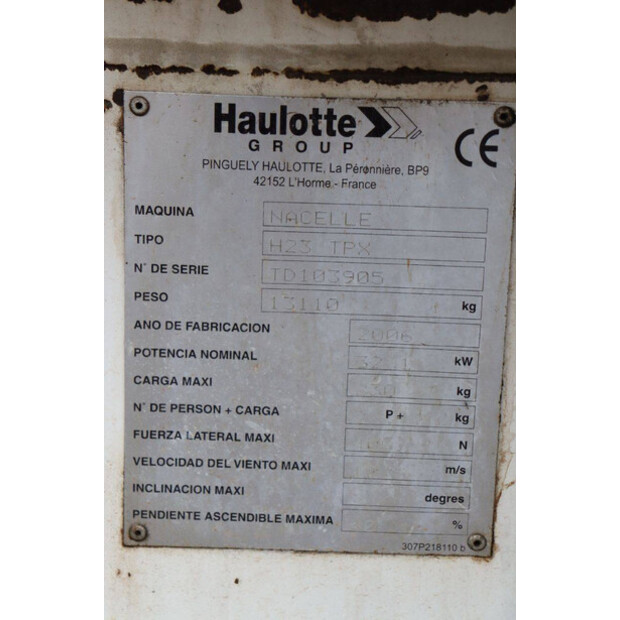 Haulotte
GROUP
CE
PINGUELY HAULOTTE, La Péronnière, BP9
42152 L'Horme - France
MAQUINA NACELLE
TIPO H23 TPX
N° DE SERIE TD103905
PESO 13110 kg
ANO DE FABRICACION 2006
POTENCIA NOMINAL kW
CARGA MAXI kg
N° DE PERSON + CARGA P + kg
FUERZA LATERAL MAXI N
VELOCIDAD DEL VIENTO MAXI m/s
INCLINACION MAXI degres
PENDIENTE ASCENDIBLE MAXIMA %
307P218110 b